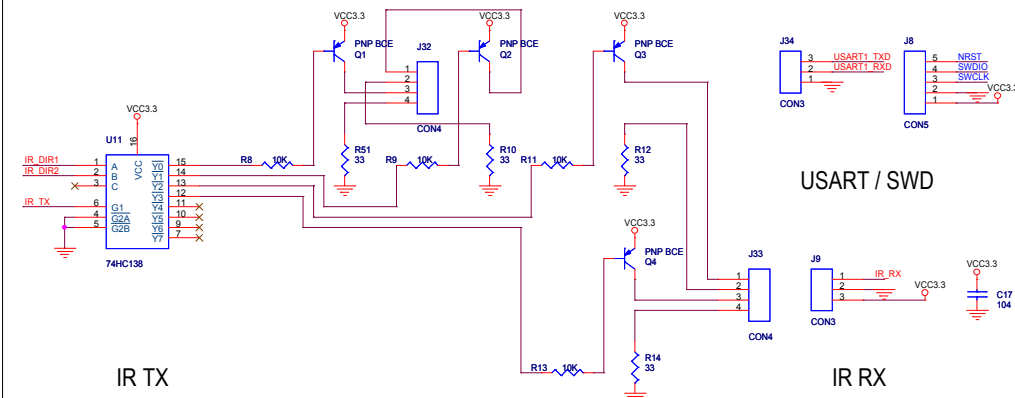 VCC3.3 VCC3.3 VCC3.3
PNP BCE Q1
J32
1
2
3
4
CON4
PNP BCE Q2
PNP BCE Q3
J34
3 USART1_TXD
2 USART1_RXD
1
CON3
J8
5 NRST
4 SWDIO
3 SWCLK
2
1
VCC3.3
CON5
VCC3.3
U11
16
VCC
IR_DIR1 1 A Y0 15
IR_DIR2 2 B Y1 14
3 C Y2 13
Y3 12
IR_TX 6 G1 Y4 11
4 G2A Y5 10
5 G2B Y6 9
Y7 7
74HC138
R8 10K
R51 33
R9 10K
R10 33
R11 10K
R12 33
USART / SWD
VCC3.3
PNP BCE Q4
J33
1
2
3
4
CON4
J9
1 IR_RX
2
3
VCC3.3
CON3
VCC3.3
C17
104
R13 10K
R14 33
IR TX
IR RX